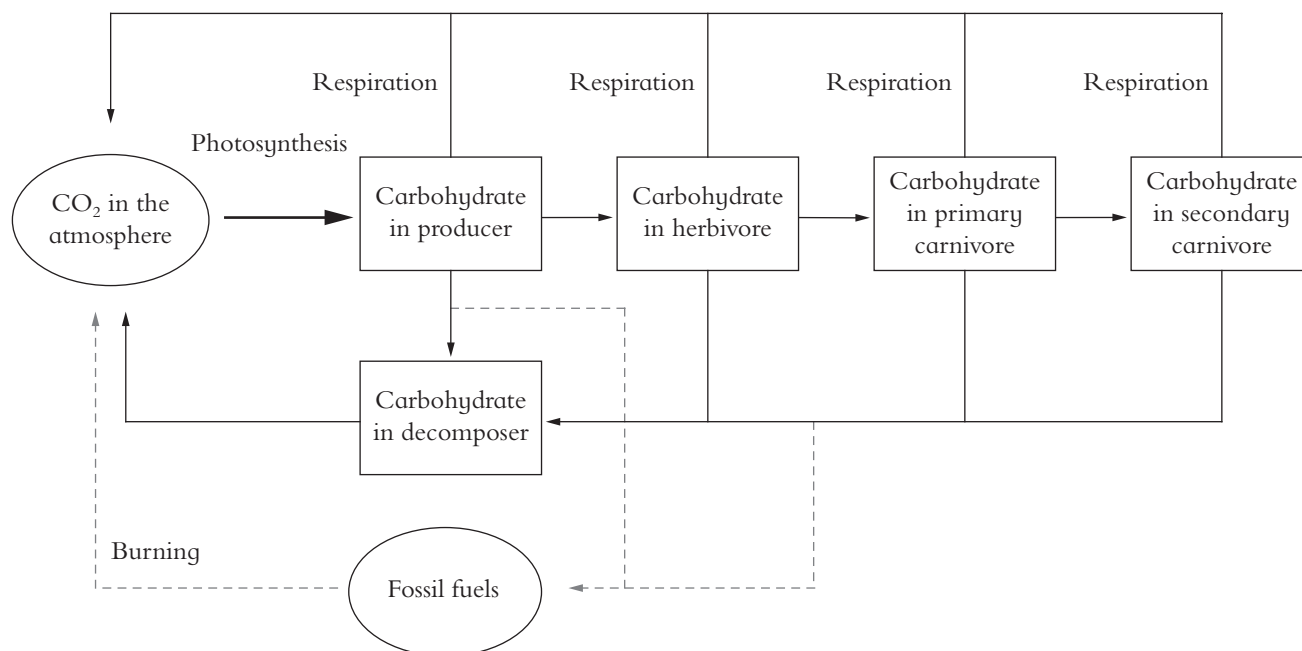 Respiration
Respiration
Respiration
Respiration
Photosynthesis
CO₂ in the
atmosphere
Carbohydrate
in producer
Carbohydrate
in herbivore
Carbohydrate
in primary
carnivore
Carbohydrate
in secondary
carnivore
Carbohydrate
in decomposer
Burning
Fossil fuels